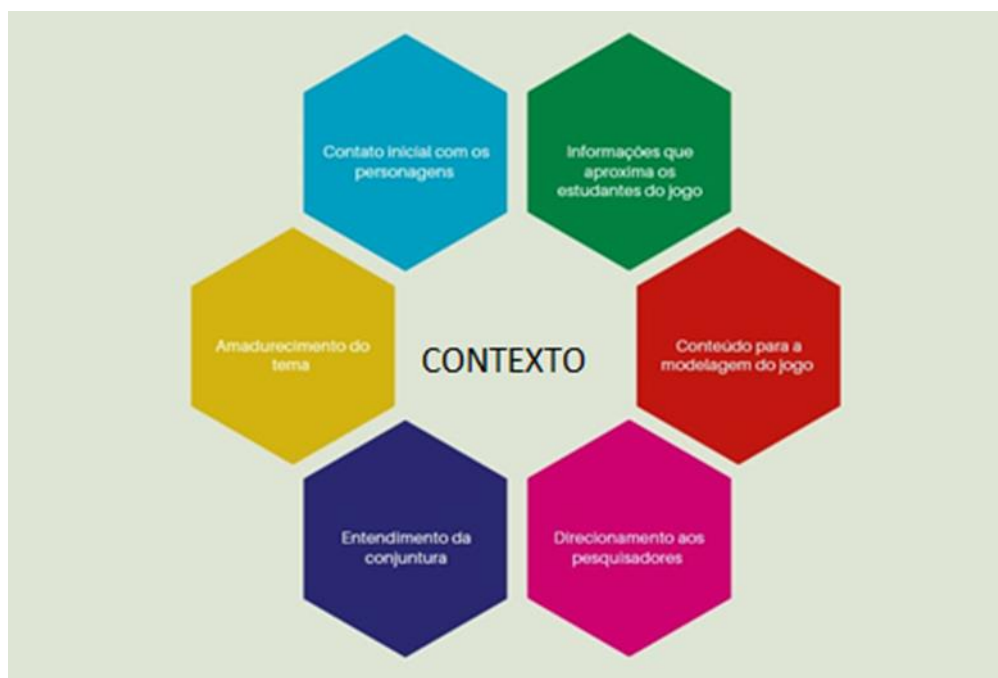 Contato inicial com os
personagens
Informações que
aproxima os
estudantes do jogo
Amadurecimento do
tema
CONTEXTO
Conteúdo para a
modelagem do jogo
Entendimento da
conjuntura
Direcionamento aos
pesquisadores